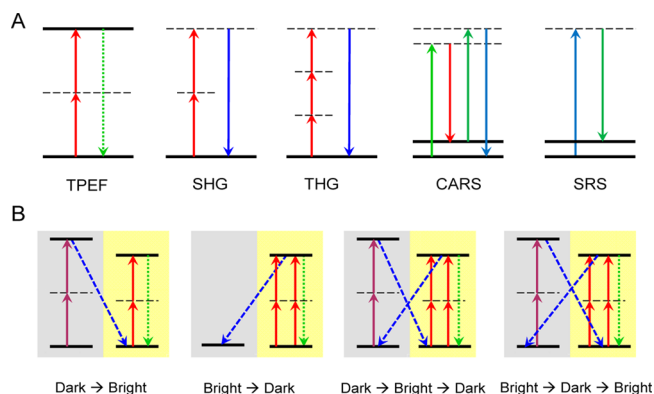 A
TPEF SHG THG CARS SRS
B
Dark → Bright Bright → Dark Dark → Bright → Dark Bright → Dark → Bright